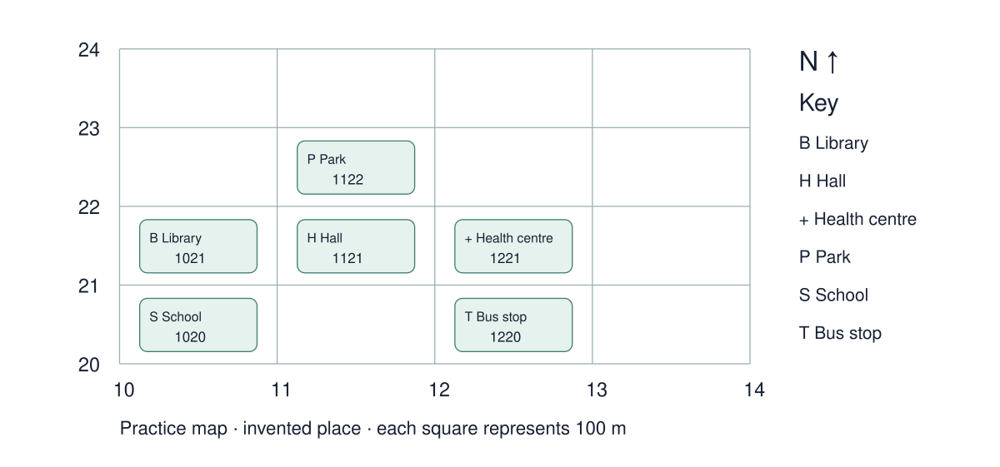 24
23
22
21
20
10 11 12 13 14
P Park
1122
B Library
1021
H Hall
1121
+ Health centre
1221
S School
1020
T Bus stop
1220
N ↑
Key
B Library
H Hall
+ Health centre
P Park
S School
T Bus stop
Practice map · invented place · each square represents 100 m